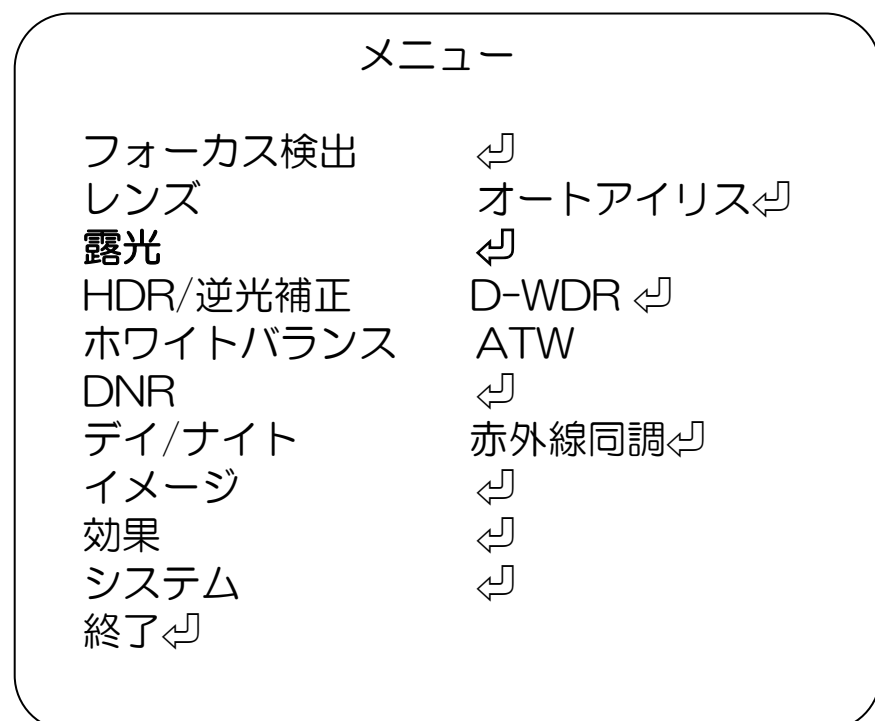 メニュー
フォーカス検出 ⏎
レンズ オートアイリス⏎
露光 ⏎
HDR/逆光補正 D-WDR ⏎
ホワイトバランス ATW
DNR ⏎
デイ/ナイト 赤外線同調⏎
イメージ ⏎
効果 ⏎
システム ⏎
終了⏎